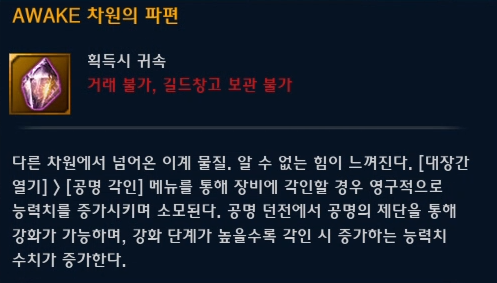 AWAKE 차원의 파편
획득시 귀속
거래 불가, 길드창고 보관 불가
다른 차원에서 넘어온 이계 물질. 알 수 없는 힘이 느껴진다. [대장간
열기] > [공명 각인] 메뉴를 통해 장비에 각인할 경우 영구적으로
능력치를 증가시키며 소모된다. 공명 던전에서 공명의 제단을 통해
강화가 가능하며, 강화 단계가 높을수록 각인 시 증가하는 능력치
수치가 증가한다.